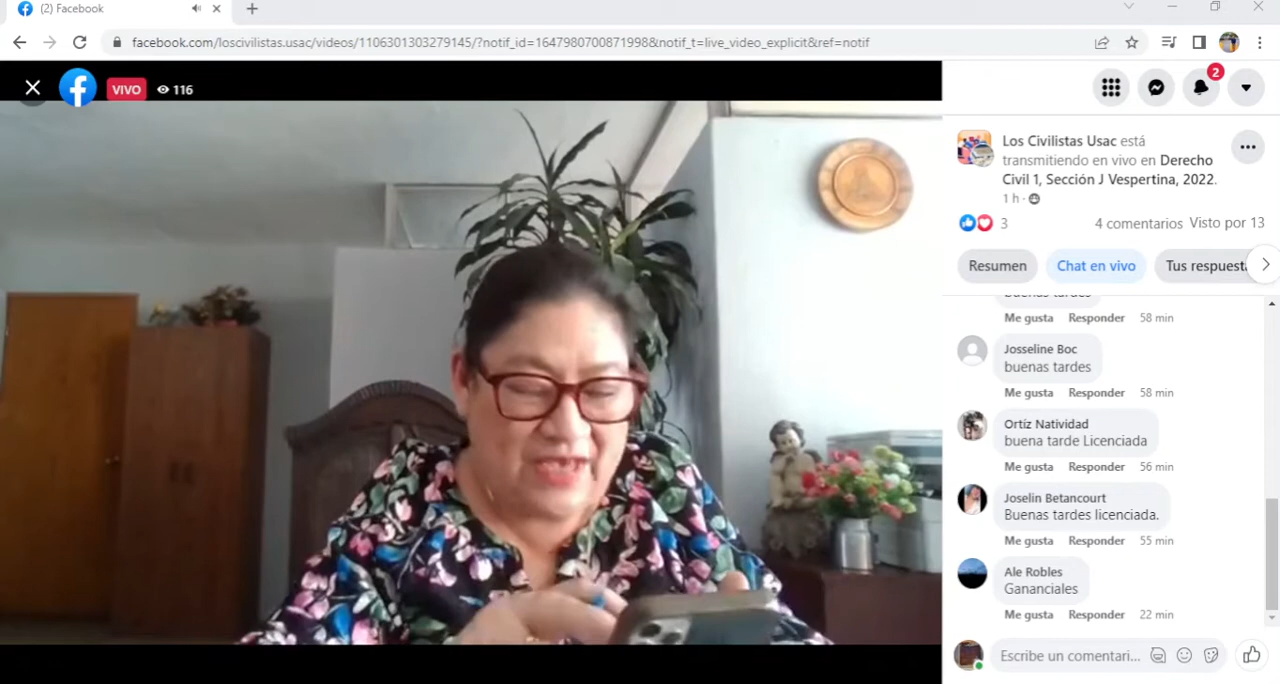 (2) Facebook
facebook.com/loscivilistas.usac/videos/1106301303279145/?notif_id=1647980700871998&notif_t=live_video_explicit&ref=notif
VIVO 116
2
Los Civilistas Usac está
transmitiendo en vivo en Derecho
Civil 1, Sección J Vespertina, 2022.
1 h ·
3 4 comentarios Visto por 13
Resumen Chat en vivo Tus respuest
buenas tardes
Me gusta Responder 58 min
Josseline Boc
buenas tardes
Me gusta Responder 58 min
Ortíz Natividad
buena tarde Licenciada
Me gusta Responder 56 min
Joselin Betancourt
Buenas tardes licenciada.
Me gusta Responder 55 min
Ale Robles
Gananciales
Me gusta Responder 22 min
Escribe un comentari...